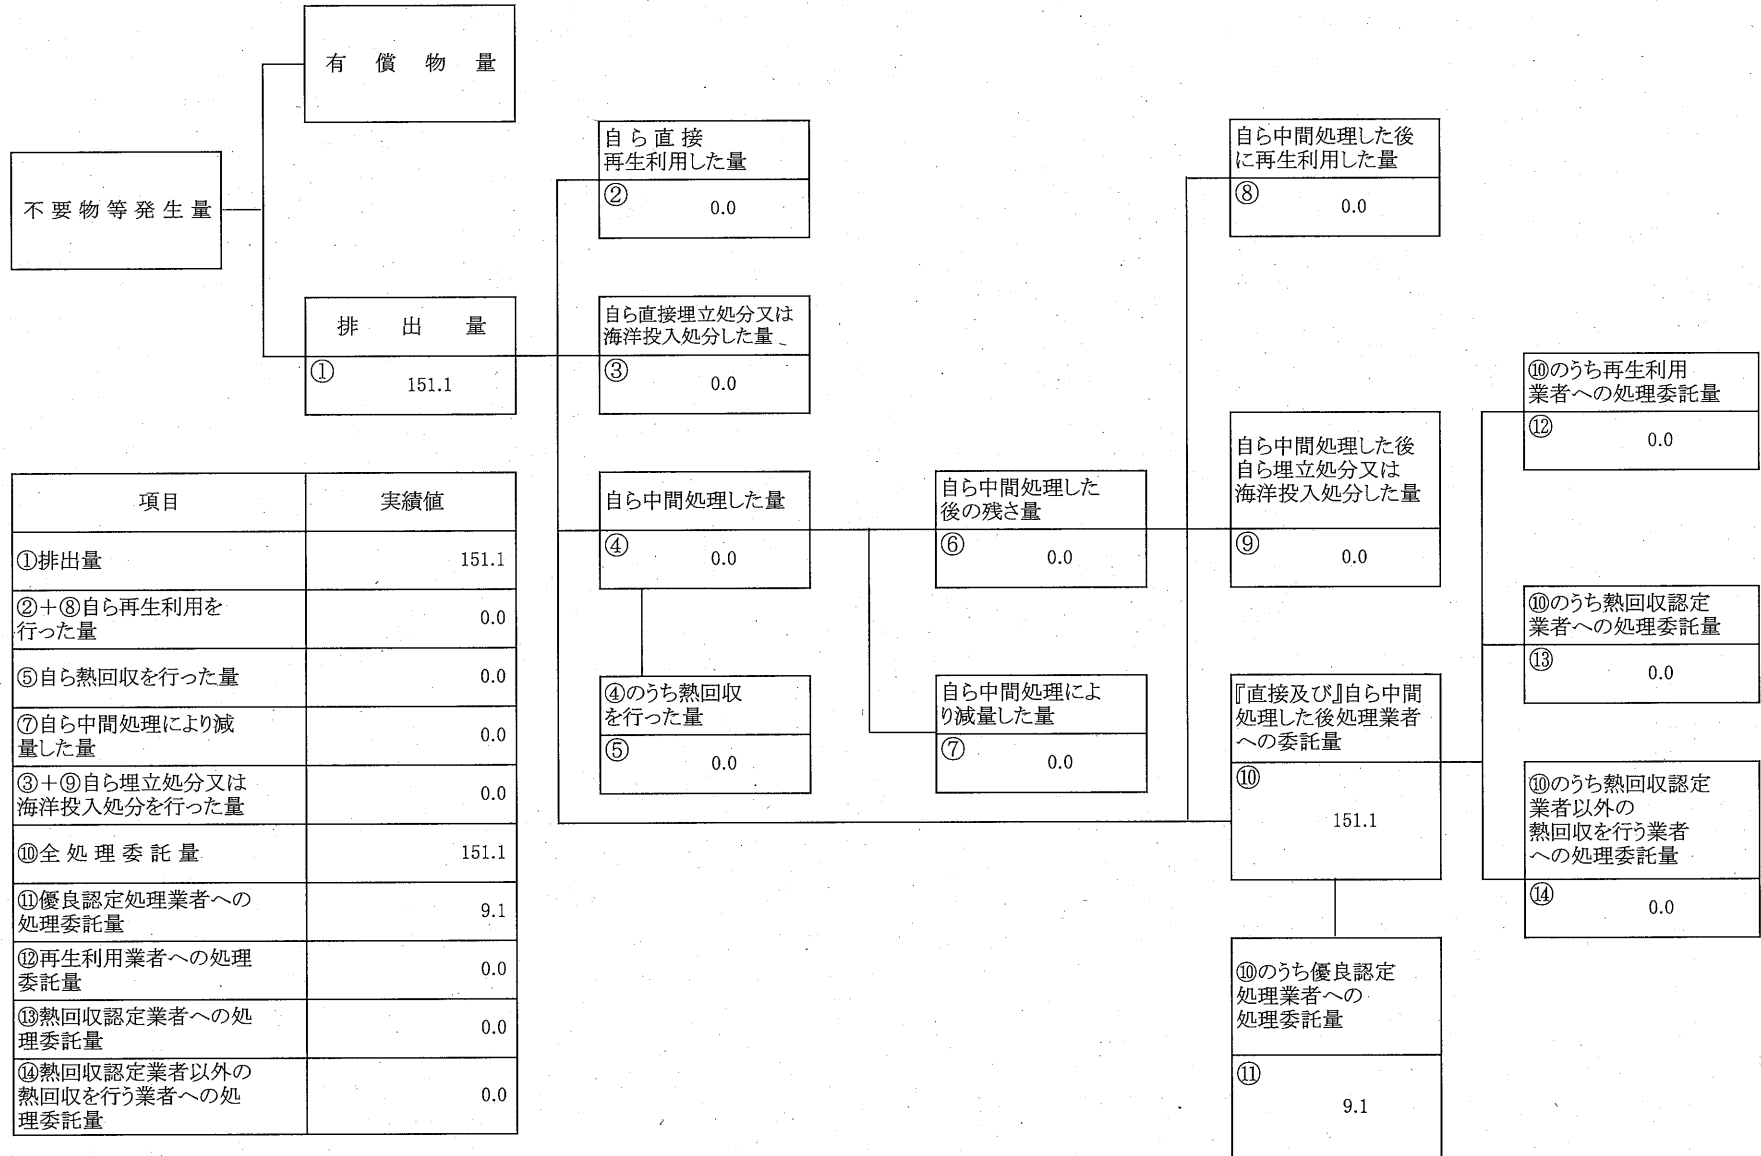 有償物量
不要物等発生量
排出量
①
151.1
自ら直接
再生利用した量
②
0.0
自ら直接埋立処分又は
海洋投入処分した量
③
0.0
自ら中間処理した量
④
0.0
④のうち熱回収
を行った量
⑤
0.0
自ら中間処理した
後の残さ量
⑥
0.0
自ら中間処理によ
り減量した量
⑦
0.0
自ら中間処理した後
に再生利用した量
⑧
0.0
自ら中間処理した後
自ら埋立処分又は
海洋投入処分した量
⑨
0.0
『直接及び』自ら中間
処理した後処理業者
への委託量
⑩
151.1
⑩のうち優良認定
処理業者への
処理委託量
⑪
9.1
⑩のうち再生利用
業者への処理委託量
⑫
0.0
⑩のうち熱回収認定
業者への処理委託量
⑬
0.0
⑩のうち熱回収認定
業者以外の
熱回収を行う業者
への処理委託量
⑭
0.0
項目 実績値
①排出量 151.1
②+⑧自ら再生利用を
行った量 0.0
⑤自ら熱回収を行った量 0.0
⑦自ら中間処理により減
量した量 0.0
③+⑨自ら埋立処分又は
海洋投入処分を行った量 0.0
⑩全処理委託量 151.1
⑪優良認定処理業者への
処理委託量 9.1
⑫再生利用業者への処理
委託量 0.0
⑬熱回収認定業者への処
理委託量 0.0
⑭熱回収認定業者以外の
熱回収を行う業者への処
理委託量 0.0